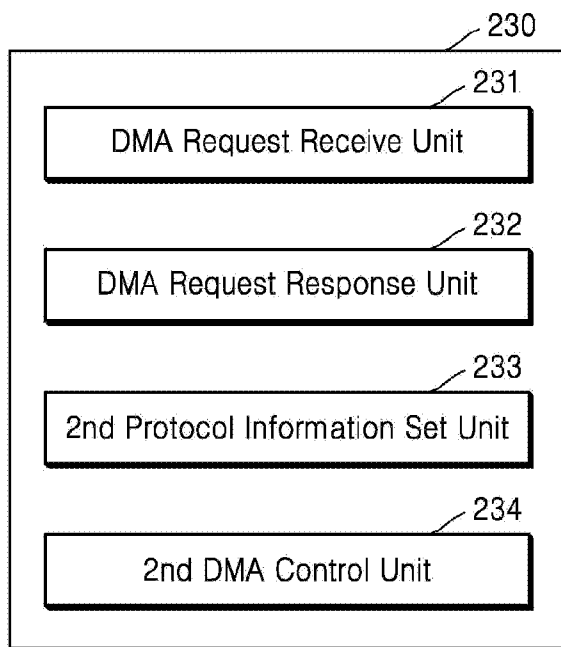 230
231
DMA Request Receive Unit
232
DMA Request Response Unit
233
2nd Protocol Information Set Unit
234
2nd DMA Control Unit